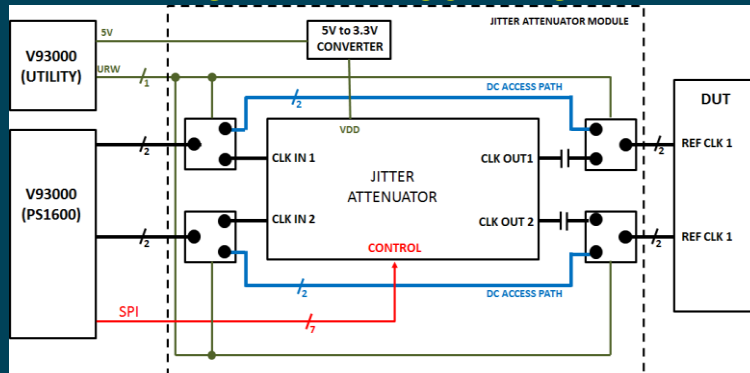 JITTER ATTENUATOR MODULE
5V
5V to 3.3V
CONVERTER
V93000
(UTILITY)
URW
1
DC ACCESS PATH
2
DUT
VDD
2
CLK IN 1
CLK OUT1
2
REF CLK 1
JITTER
ATTENUATOR
V93000
(PS1600)
CLK IN 2
CLK OUT 2
2
2
REF CLK 1
CONTROL
2
DC ACCESS PATH
SPI
7